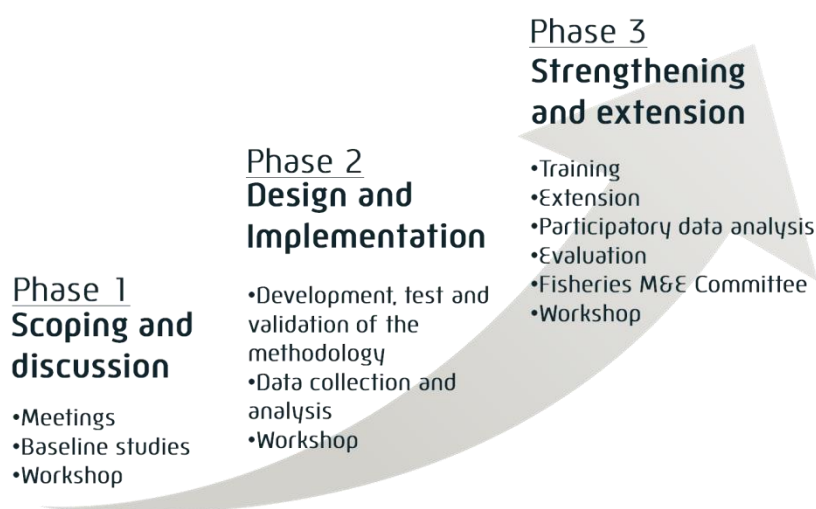 Phase 1
Scoping and
discussion
•Meetings
•Baseline studies
•Workshop
Phase 2
Design and
Implementation
•Development, test and
validation of the
methodology
•Data collection and
analysis
•Workshop
Phase 3
Strengthening
and extension
•Training
•Extension
•Participatory data analysis
•Evaluation
•Fisheries M&E Committee
•Workshop